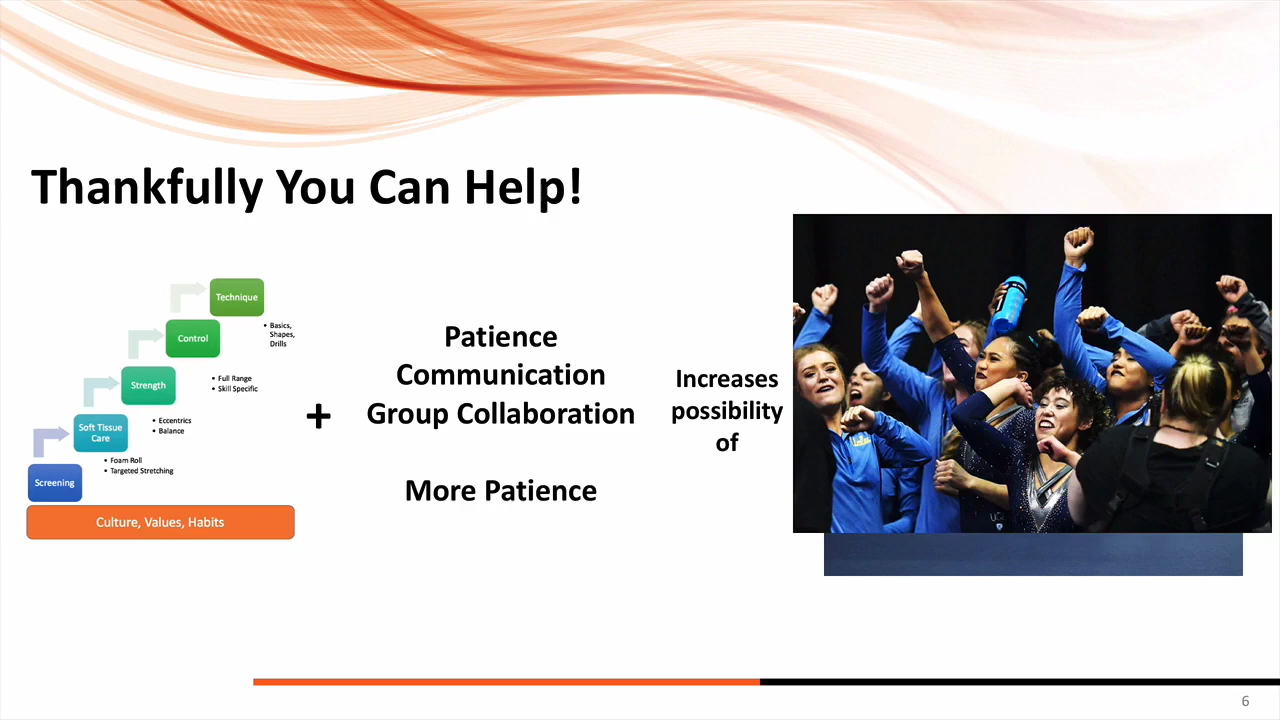 Thankfully You Can Help!
Technique
• Basics,
Shapes,
Drills
Control
Strength
• Full Range
• Skill Specific
Soft Tissue
Care
• Eccentrics
• Balance
Screening
• Foam Roll
• Targeted Stretching
Culture, Values, Habits
+
Patience
Communication
Group Collaboration
More Patience
Increases
possibility
of
6